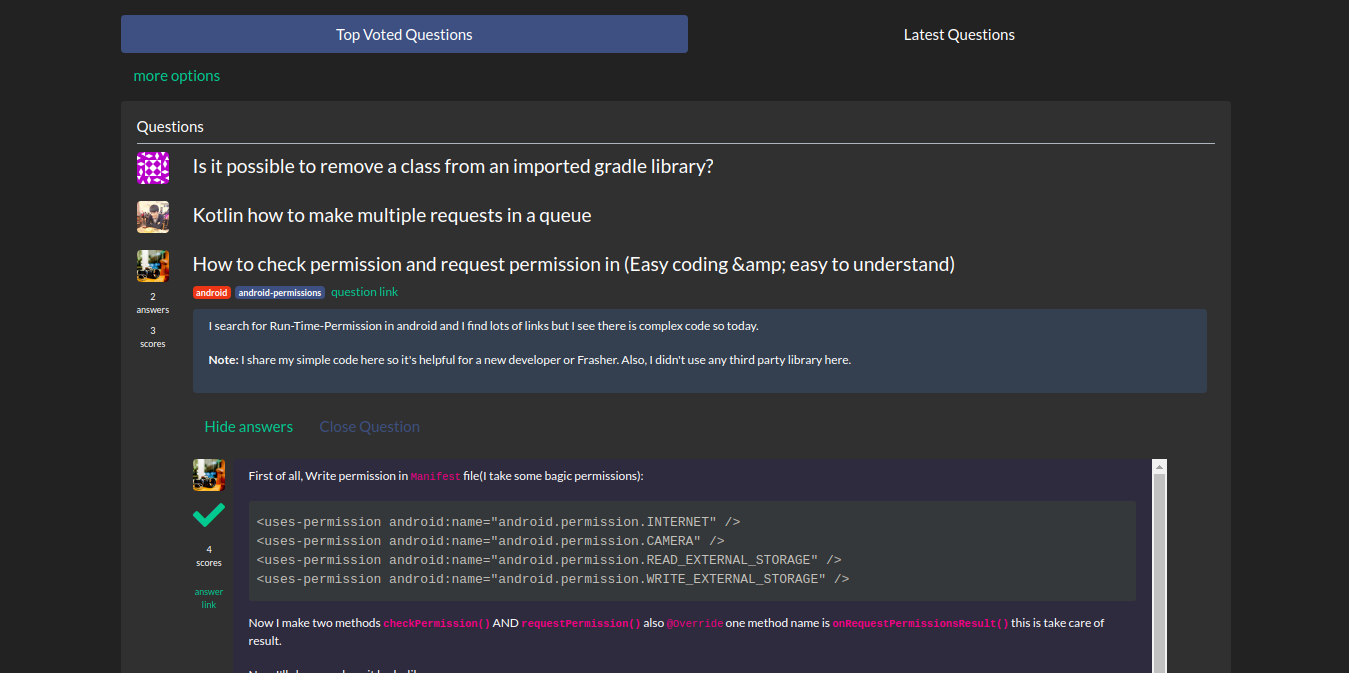 Top Voted Questions
Latest Questions
more options
Questions
Is it possible to remove a class from an imported gradle library?
Kotlin how to make multiple requests in a queue
How to check permission and request permission in (Easy coding &amp; easy to understand)
android android-permissions question link
2
answers
3
scores
I search for Run-Time-Permission in android and I find lots of links but I see there is complex code so today.
Note: I share my simple code here so it's helpful for a new developer or Frasher. Also, I didn't use any third party library here.
Hide answers Close Question
First of all, Write permission in Manifest file(I take some bagic permissions):
4
scores
answer
link
<uses-permission android:name="android.permission.INTERNET" />
<uses-permission android:name="android.permission.CAMERA" />
<uses-permission android:name="android.permission.READ_EXTERNAL_STORAGE" />
<uses-permission android:name="android.permission.WRITE_EXTERNAL_STORAGE" />
Now I make two methods checkPermission() AND requestPermission() also @Override one method name is onRequestPermissionsResult() this is take care of
result.